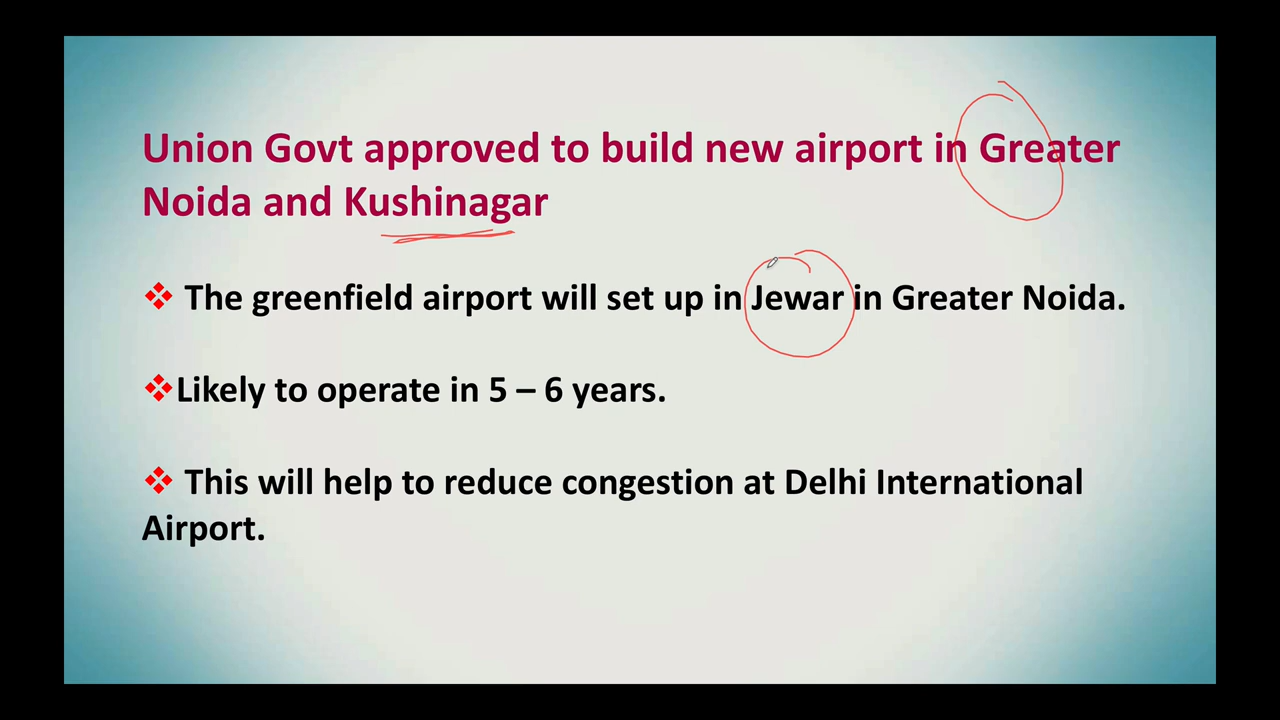 Union Govt approved to build new airport in Greater
Noida and Kushinagar
❖ The greenfield airport will set up in Jewar in Greater Noida.
❖Likely to operate in 5 – 6 years.
❖ This will help to reduce congestion at Delhi International
Airport.